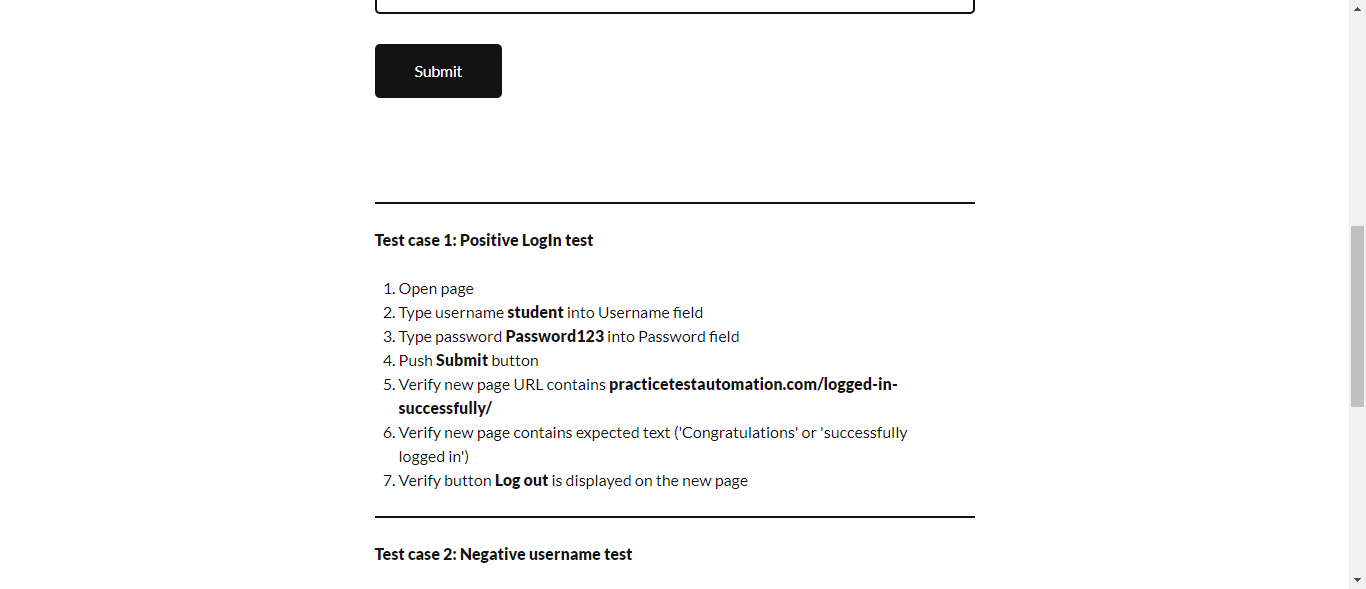 Submit
Test case 1: Positive LogIn test
1. Open page
2. Type username student into Username field
3. Type password Password123 into Password field
4. Push Submit button
5. Verify new page URL contains practicetestautomation.com/logged-in-
successfully/
6. Verify new page contains expected text ('Congratulations' or 'successfully
logged in')
7. Verify button Log out is displayed on the new page
Test case 2: Negative username test